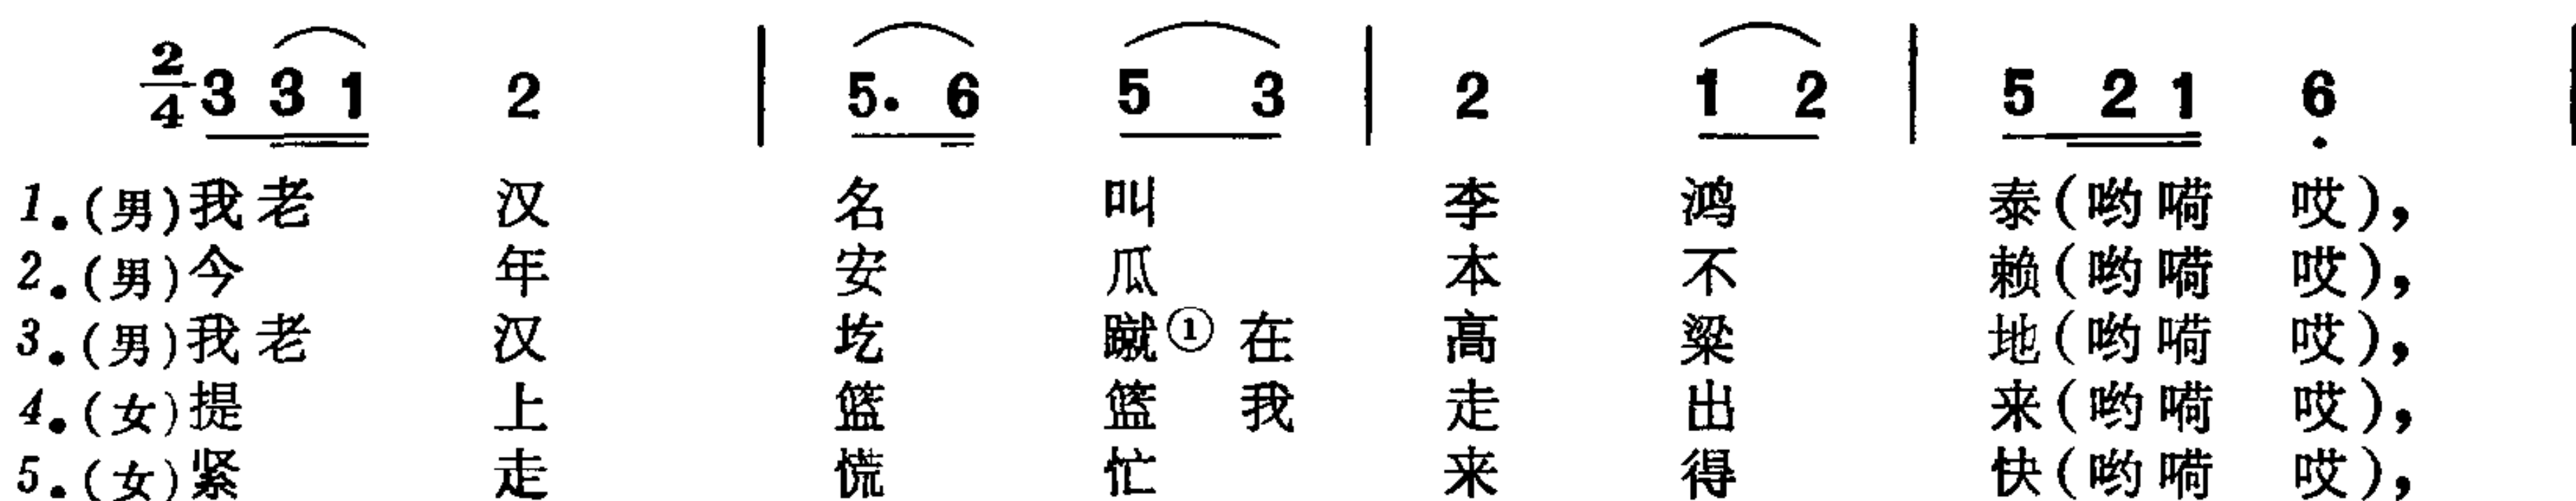 2/4 3 3 1 2 | 5. 6 5 3 | 2 1 2 | 5 2 1 6̣ |
1.(男)我老 汉 名 叫 李 鸿 泰(哟嗬 哎),
2.(男)今 年 安 瓜 本 不 赖(哟嗬 哎),
3.(男)我老 汉 圪 蹴① 在 高 粱 地(哟嗬 哎),
4.(女)提 上 篮 篮 我 走 出 来(哟嗬 哎),
5.(女)紧 走 慌 忙 来 得 快(哟嗬 哎),